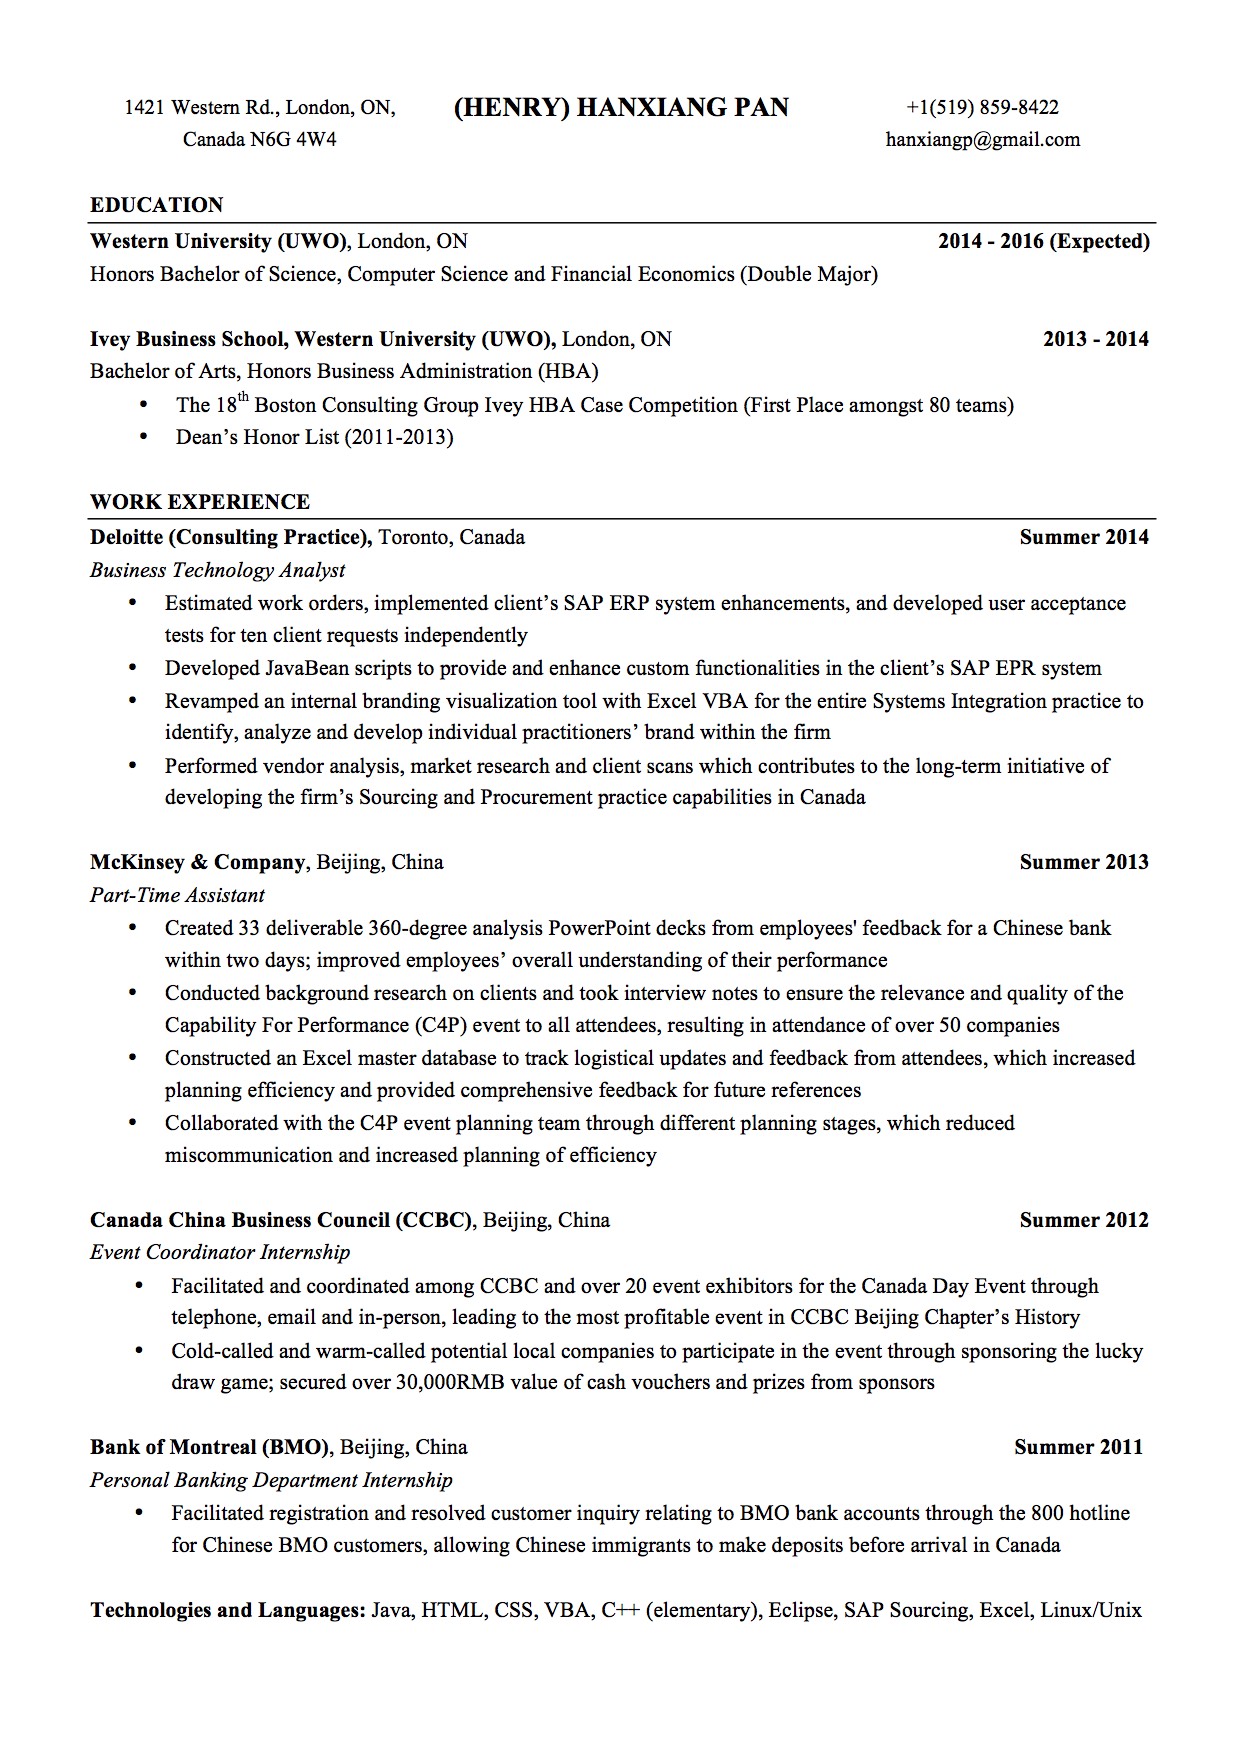 1421 Western Rd., London, ON, (HENRY) HANXIANG PAN +1(519) 859-8422
Canada N6G 4W4 hanxiangp@gmail.com
EDUCATION
Western University (UWO), London, ON 2014 - 2016 (Expected)
Honors Bachelor of Science, Computer Science and Financial Economics (Double Major)
Ivey Business School, Western University (UWO), London, ON 2013 - 2014
Bachelor of Arts, Honors Business Administration (HBA)
• The 18th Boston Consulting Group Ivey HBA Case Competition (First Place amongst 80 teams)
• Dean’s Honor List (2011-2013)
WORK EXPERIENCE
Deloitte (Consulting Practice), Toronto, Canada Summer 2014
Business Technology Analyst
• Estimated work orders, implemented client’s SAP ERP system enhancements, and developed user acceptance
tests for ten client requests independently
• Developed JavaBean scripts to provide and enhance custom functionalities in the client’s SAP EPR system
• Revamped an internal branding visualization tool with Excel VBA for the entire Systems Integration practice to
identify, analyze and develop individual practitioners’ brand within the firm
• Performed vendor analysis, market research and client scans which contributes to the long-term initiative of
developing the firm’s Sourcing and Procurement practice capabilities in Canada
McKinsey & Company, Beijing, China Summer 2013
Part-Time Assistant
• Created 33 deliverable 360-degree analysis PowerPoint decks from employees' feedback for a Chinese bank
within two days; improved employees’ overall understanding of their performance
• Conducted background research on clients and took interview notes to ensure the relevance and quality of the
Capability For Performance (C4P) event to all attendees, resulting in attendance of over 50 companies
• Constructed an Excel master database to track logistical updates and feedback from attendees, which increased
planning efficiency and provided comprehensive feedback for future references
• Collaborated with the C4P event planning team through different planning stages, which reduced
miscommunication and increased planning of efficiency
Canada China Business Council (CCBC), Beijing, China Summer 2012
Event Coordinator Internship
• Facilitated and coordinated among CCBC and over 20 event exhibitors for the Canada Day Event through
telephone, email and in-person, leading to the most profitable event in CCBC Beijing Chapter’s History
• Cold-called and warm-called potential local companies to participate in the event through sponsoring the lucky
draw game; secured over 30,000RMB value of cash vouchers and prizes from sponsors
Bank of Montreal (BMO), Beijing, China Summer 2011
Personal Banking Department Internship
• Facilitated registration and resolved customer inquiry relating to BMO bank accounts through the 800 hotline
for Chinese BMO customers, allowing Chinese immigrants to make deposits before arrival in Canada
Technologies and Languages: Java, HTML, CSS, VBA, C++ (elementary), Eclipse, SAP Sourcing, Excel, Linux/Unix